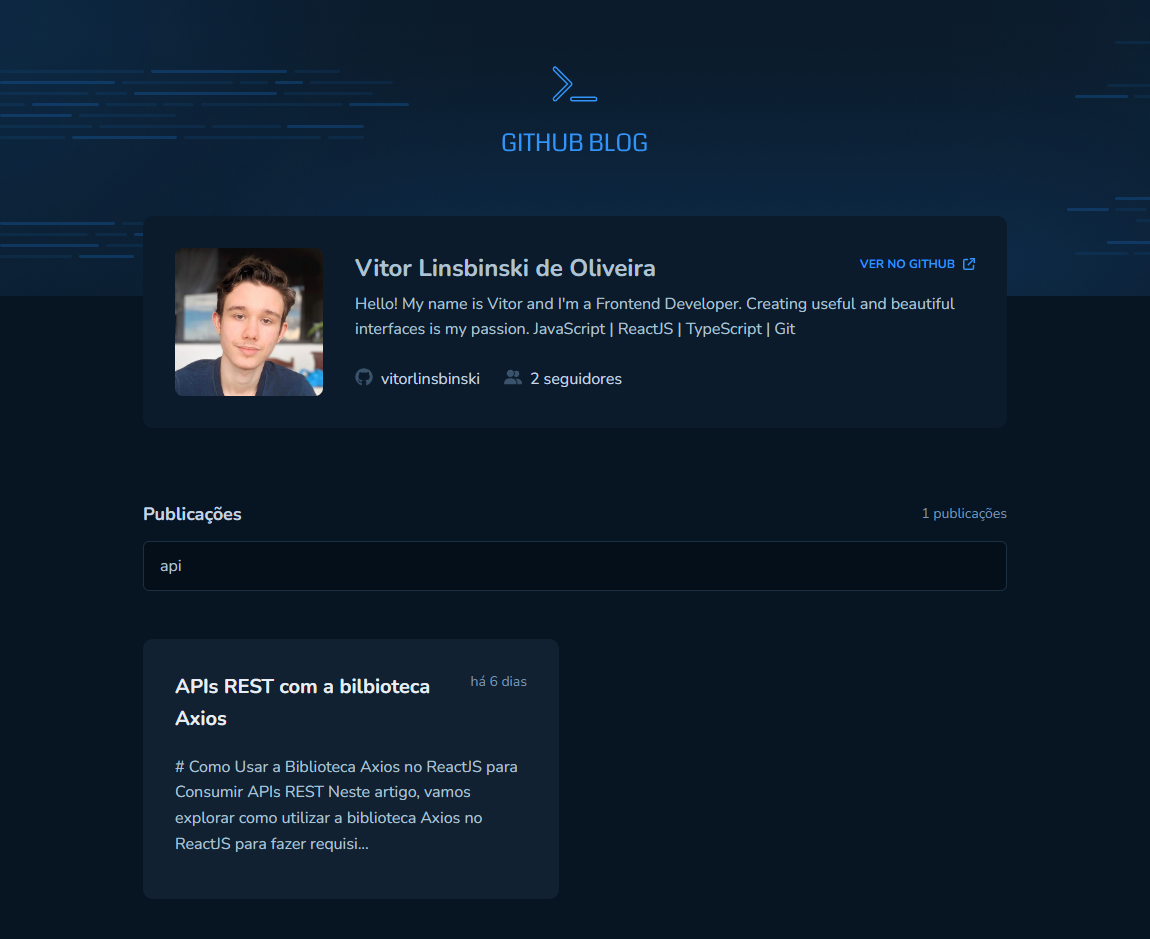 GITHUB BLOG
Vitor Linsbinski de Oliveira
VER NO GITHUB
Hello! My name is Vitor and I'm a Frontend Developer. Creating useful and beautiful
interfaces is my passion. JavaScript | ReactJS | TypeScript | Git
vitorlinsbinski
2 seguidores
Publicações
1 publicações
api
APIs REST com a bilbioteca
Axios
há 6 dias
# Como Usar a Biblioteca Axios no ReactJS para
Consumir APIs REST Neste artigo, vamos
explorar como utilizar a biblioteca Axios no
ReactJS para fazer requisi...